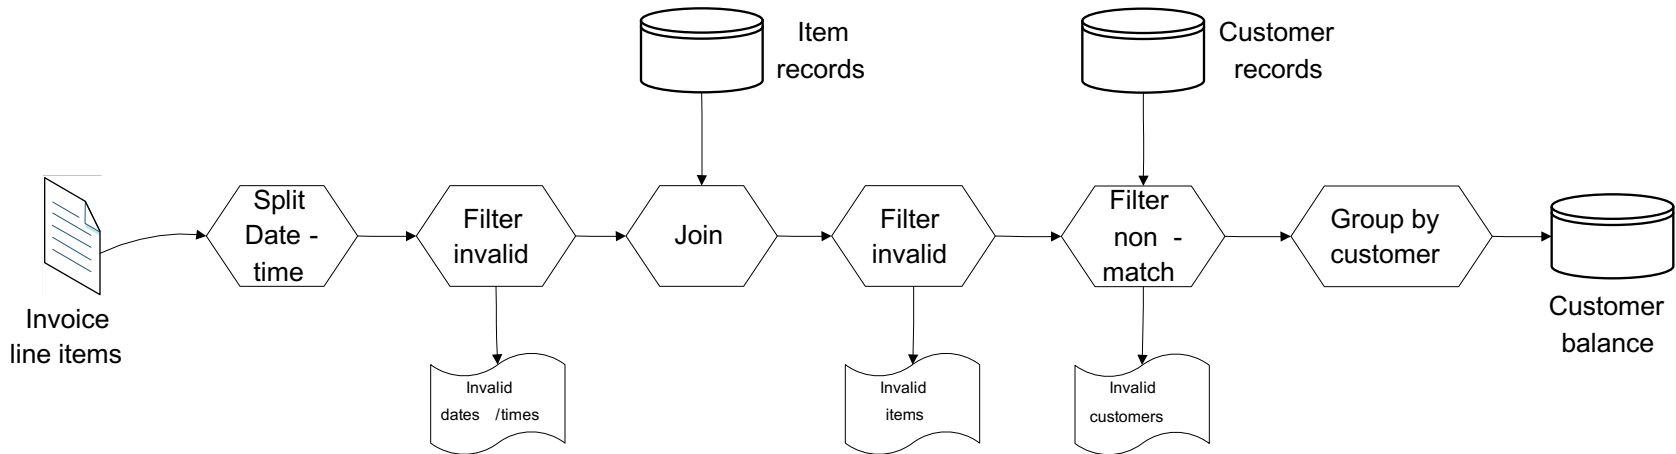 Item
records
Customer
records
Invoice
line items
Split
Date -
time
Filter
invalid
Join
Filter
invalid
Filter
non -
match
Group by
customer
Customer
balance
Invalid
dates /times
Invalid
items
Invalid
customers